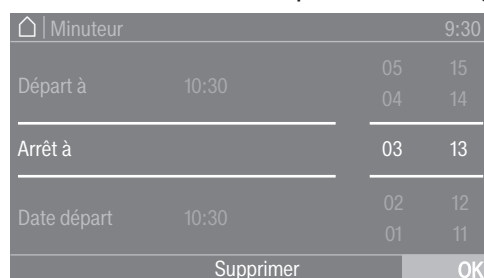 Minuteur 9:30
05 15
Départ à 10:30
04 14
Arrêt à 03 13
02 12
Date départ 10:30
01 11
Supprimer OK